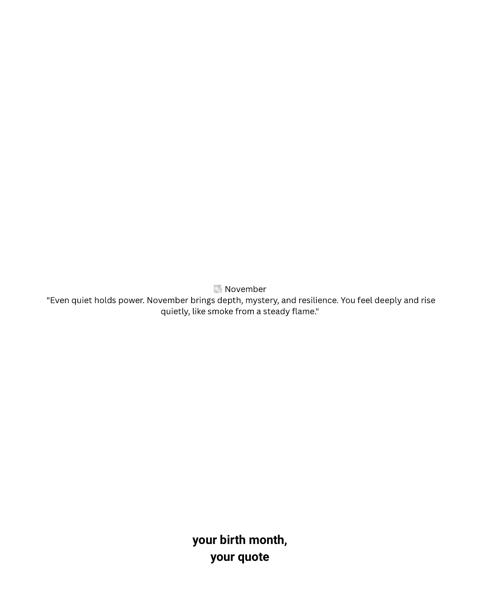 November
"Even quiet holds power. November brings depth, mystery, and resilience. You feel deeply and rise
quietly, like smoke from a steady flame."
your birth month,
your quote